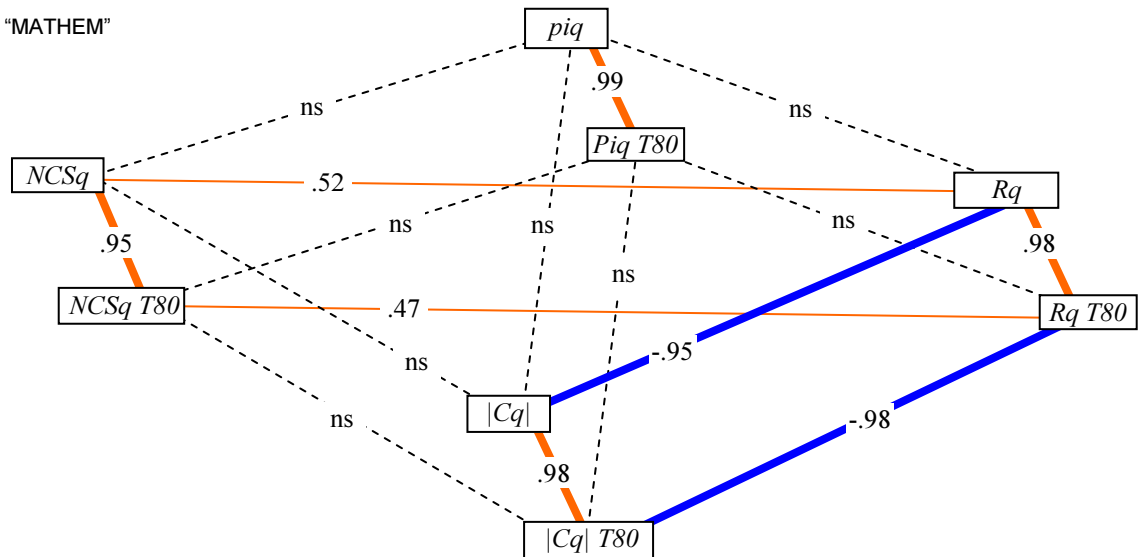 “MATHEM”
piq
.99
ns
ns
Piq T80
NCSq
.52
Rq
ns
ns
ns
.95
.98
ns
NCSq T80
.47
Rq T80
-.95
ns
|Cq|
ns
-.98
.98
|Cq| T80